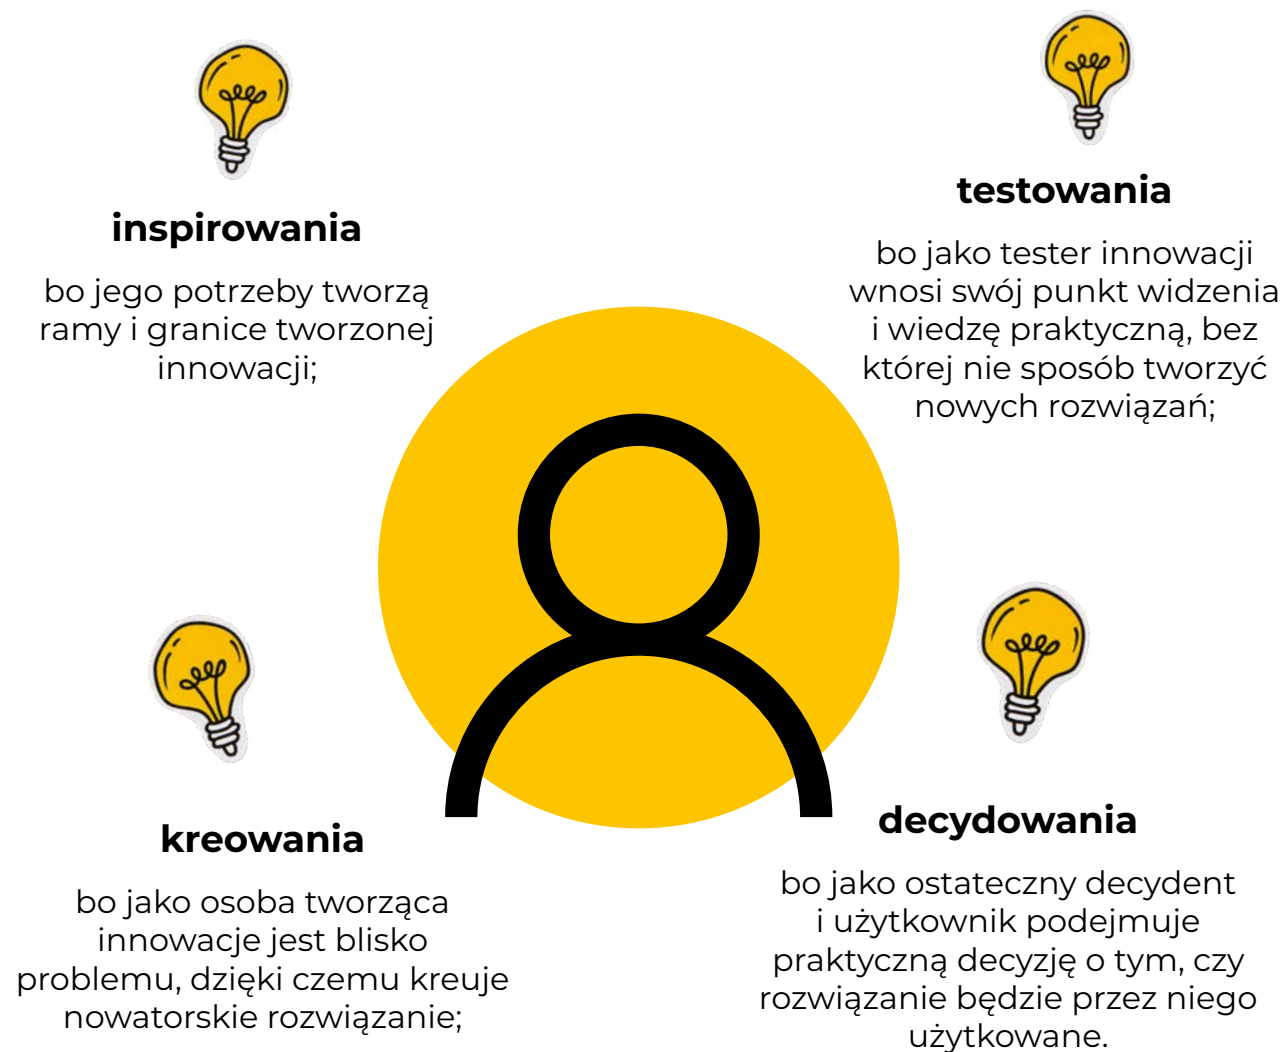 inspirowania
bo jego potrzeby tworzą
ramy i granice tworzonej
innowacji;
testowania
bo jako tester innowacji
wnosi swój punkt widzenia
i wiedzę praktyczną, bez
której nie sposób tworzyć
nowych rozwiązań;
kreowania
bo jako osoba tworząca
innowacje jest blisko
problemu, dzięki czemu kreuje
nowatorskie rozwiązanie;
decydowania
bo jako ostateczny decydent
i użytkownik podejmuje
praktyczną decyzję o tym, czy
rozwiązanie będzie przez niego
użytkowane.